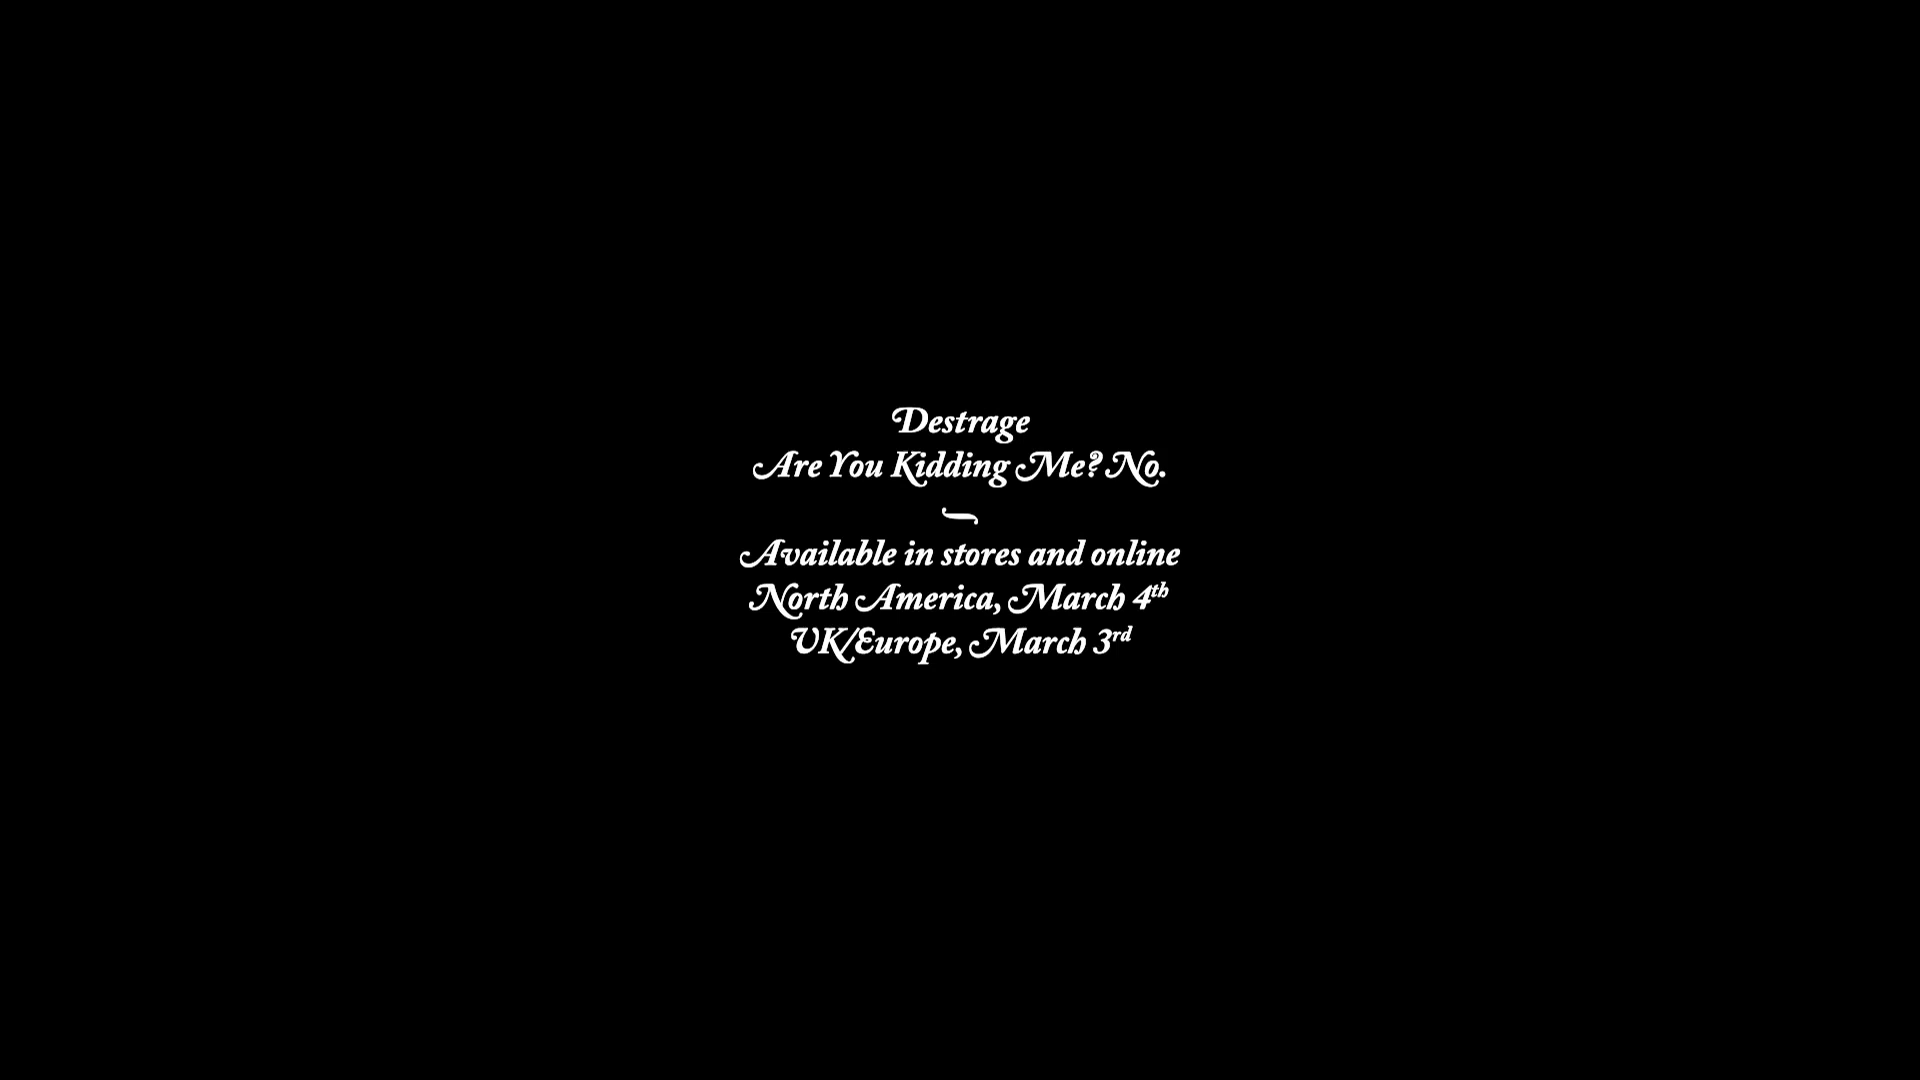 Destrage
Are You Kidding Me? No.
Available in stores and online
North America, March 4th
UK/Europe, March 3rd